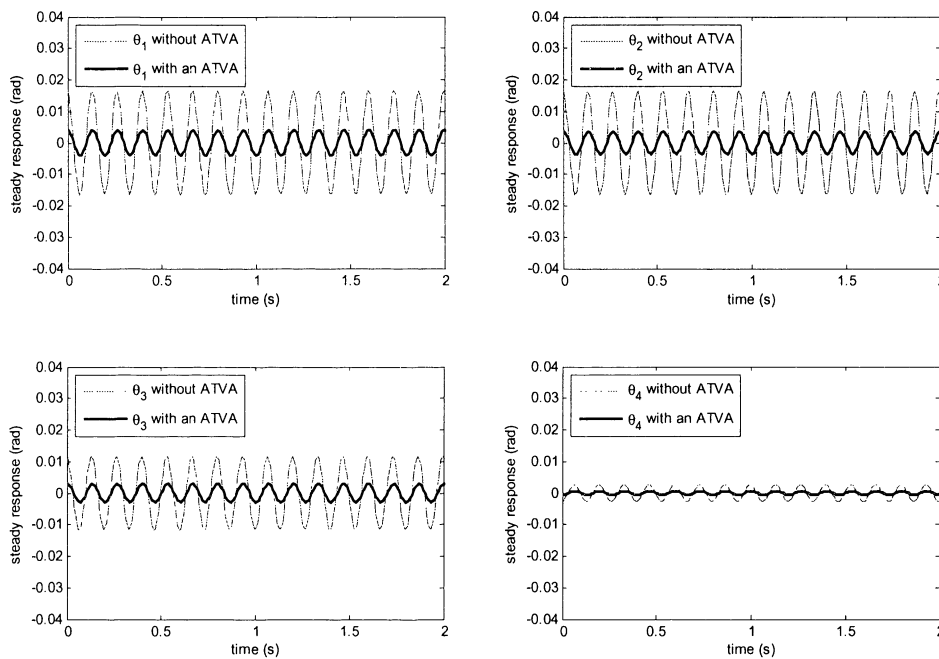 0.04
0.03
0.02
0.01
0
-0.01
-0.02
-0.03
-0.04
steady response (rad)
θ1 without ATVA
θ1 with an ATVA
0 0.5 1 1.5 2
time (s)
0.04
0.03
0.02
0.01
0
-0.01
-0.02
-0.03
-0.04
steady response (rad)
θ2 without ATVA
θ2 with an ATVA
0 0.5 1 1.5 2
time (s)
0.04
0.03
0.02
0.01
0
-0.01
-0.02
-0.03
-0.04
steady response (rad)
θ3 without ATVA
θ3 with an ATVA
0 0.5 1 1.5 2
time (s)
0.04
0.03
0.02
0.01
0
-0.01
-0.02
-0.03
-0.04
steady response (rad)
θ4 without ATVA
θ4 with an ATVA
0 0.5 1 1.5 2
time (s)